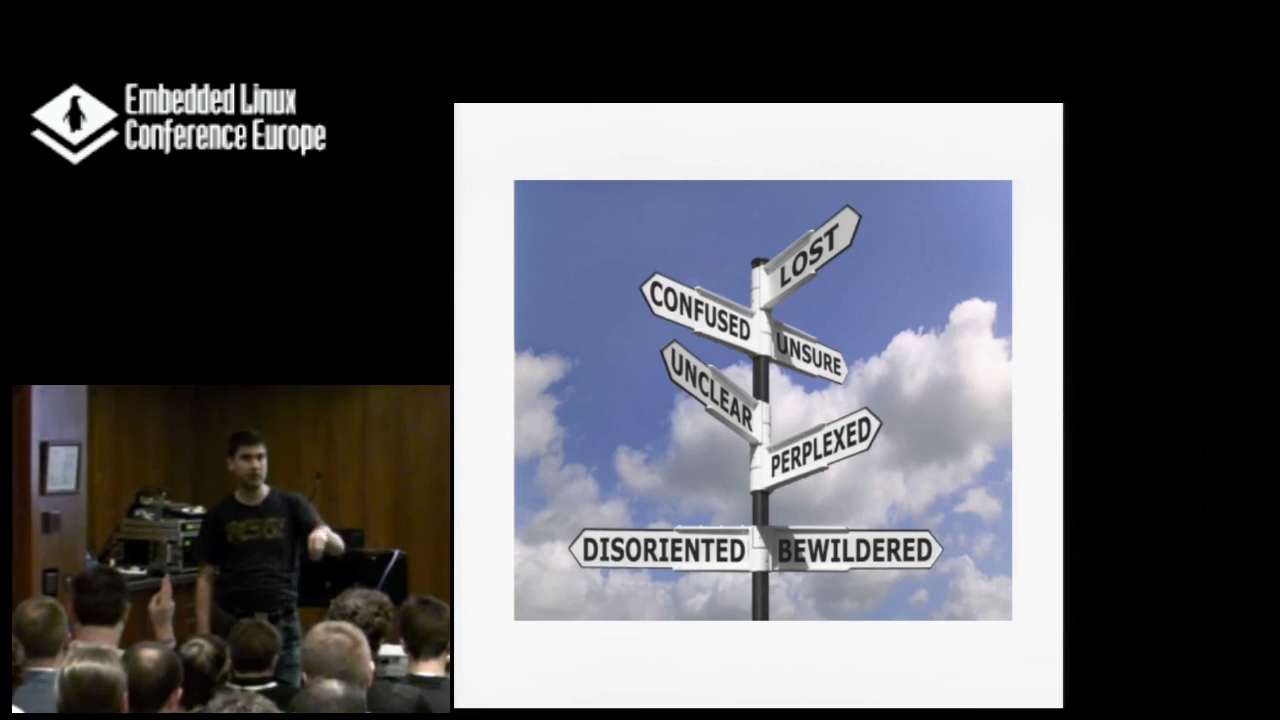 Embedded Linux
Conference Europe
LOST
CONFUSED
UNSURE
UNCLEAR
PERPLEXED
DISORIENTED
BEWILDERED